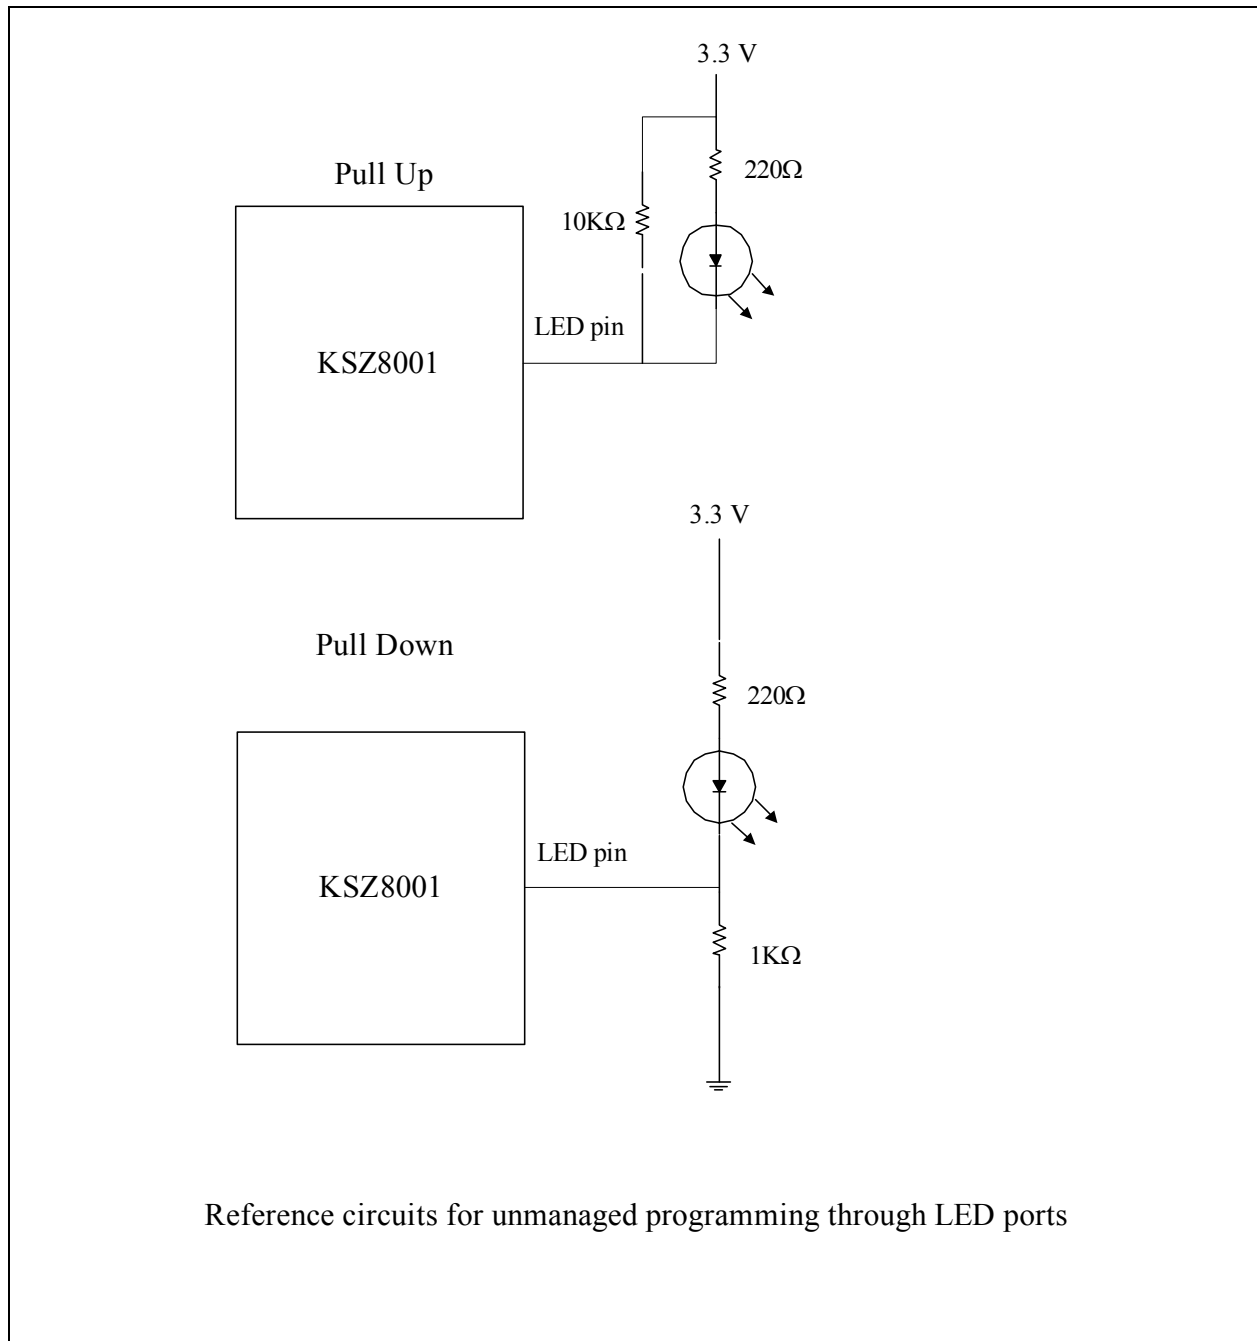 3.3 V
220Ω
Pull Up
10KΩ
LED pin
KSZ8001
3.3 V
Pull Down
220Ω
LED pin
KSZ8001
1KΩ
Reference circuits for unmanaged programming through LED ports